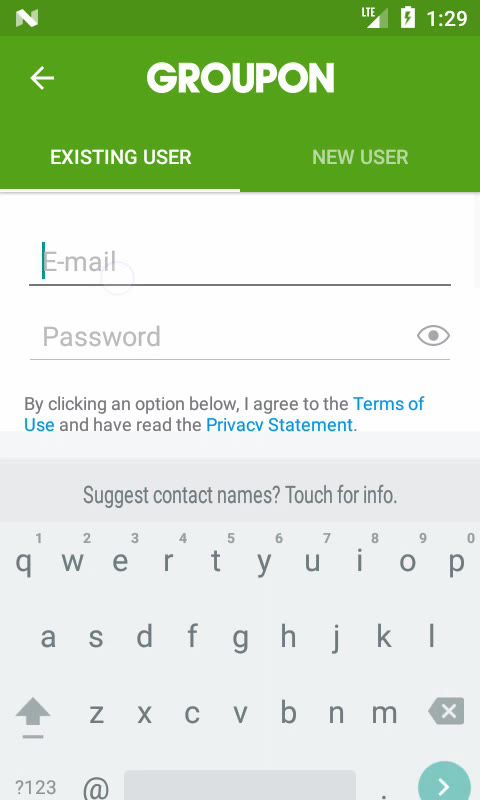 LTE 1:29
GROUPON
EXISTING USER NEW USER
E-mail
Password
By clicking an option below, I agree to the Terms of
Use and have read the Privacy Statement.
Suggest contact names? Touch for info.
1 2 3 4 5 6 7 8 9 0
q w e r t y u i o p
a s d f g h j k l
z x c v b n m
?123 @ .